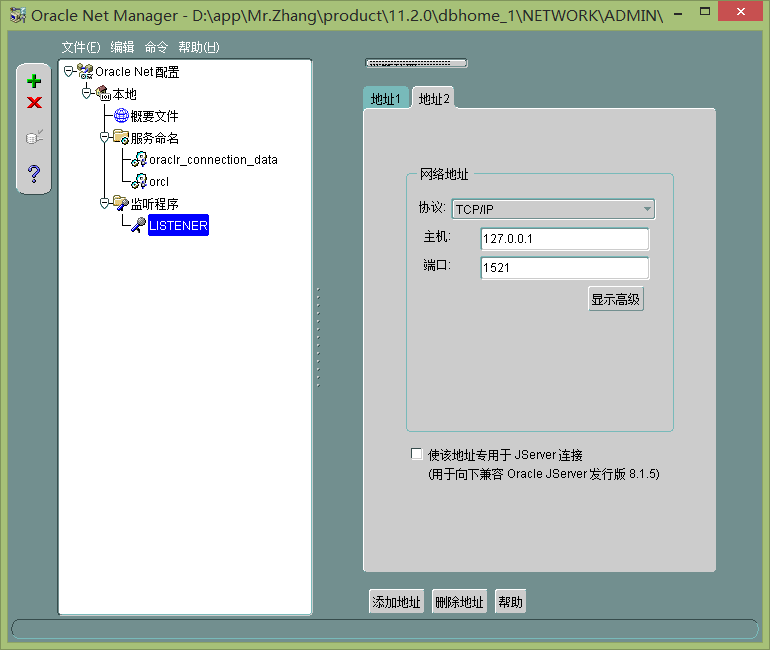 Oracle Net Manager - D:\app\Mr.Zhang\product\11.2.0\dbhome_1\NETWORK\ADMIN\
文件(F) 编辑 命令 帮助(H)
Oracle Net 配置
本地
概要文件
服务命名
oraclr_connection_data
orcl
监听程序
LISTENER
地址1 地址2
网络地址
协议: TCP/IP
主机: 127.0.0.1
端口: 1521
显示高级
使该地址专用于 JServer 连接
(用于向下兼容 Oracle JServer 发行版 8.1.5)
添加地址 删除地址 帮助